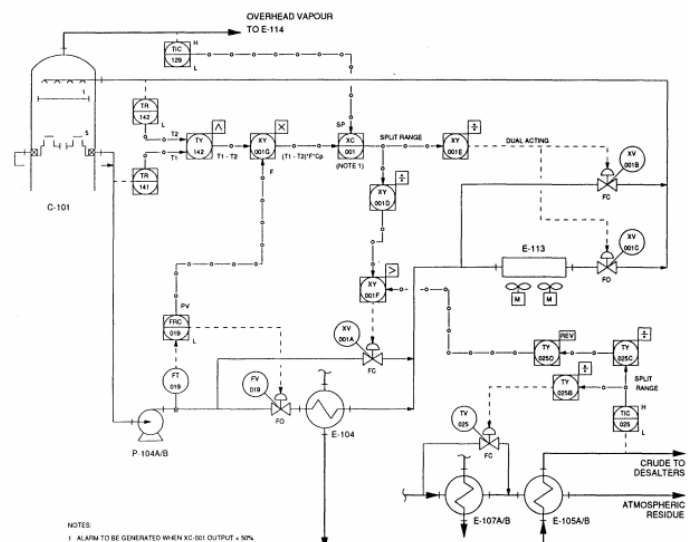 OVERHEAD VAPOUR
TO E-114
TIC
129
H
L
1
5
C-101
TR
142
L
T2
T1
TR
141
TY
142
T1 - T2
XY
001G
F
(T1 - T2)*F*Cp
SP
XC
001
(NOTE 1)
SPLIT RANGE
XY
001E
DUAL ACTING
XV
001B
FC
XY
001D
E-113
M
M
XV
001C
FO
XY
001F
XV
001A
FC
PV
FRC
019
L
FT
019
FV
019
FO
E-104
P-104A/B
TY
025D
REV
TY
025C
SPLIT
RANGE
TY
025B
TV
025
FC
TIC
025
H
L
CRUDE TO
DESALTERS
ATMOSPHERIC
RESIDUE
E-107A/B
E-105A/B
NOTES:
1 ALARM TO BE GENERATED WHEN XC-001 OUTPUT = 50%